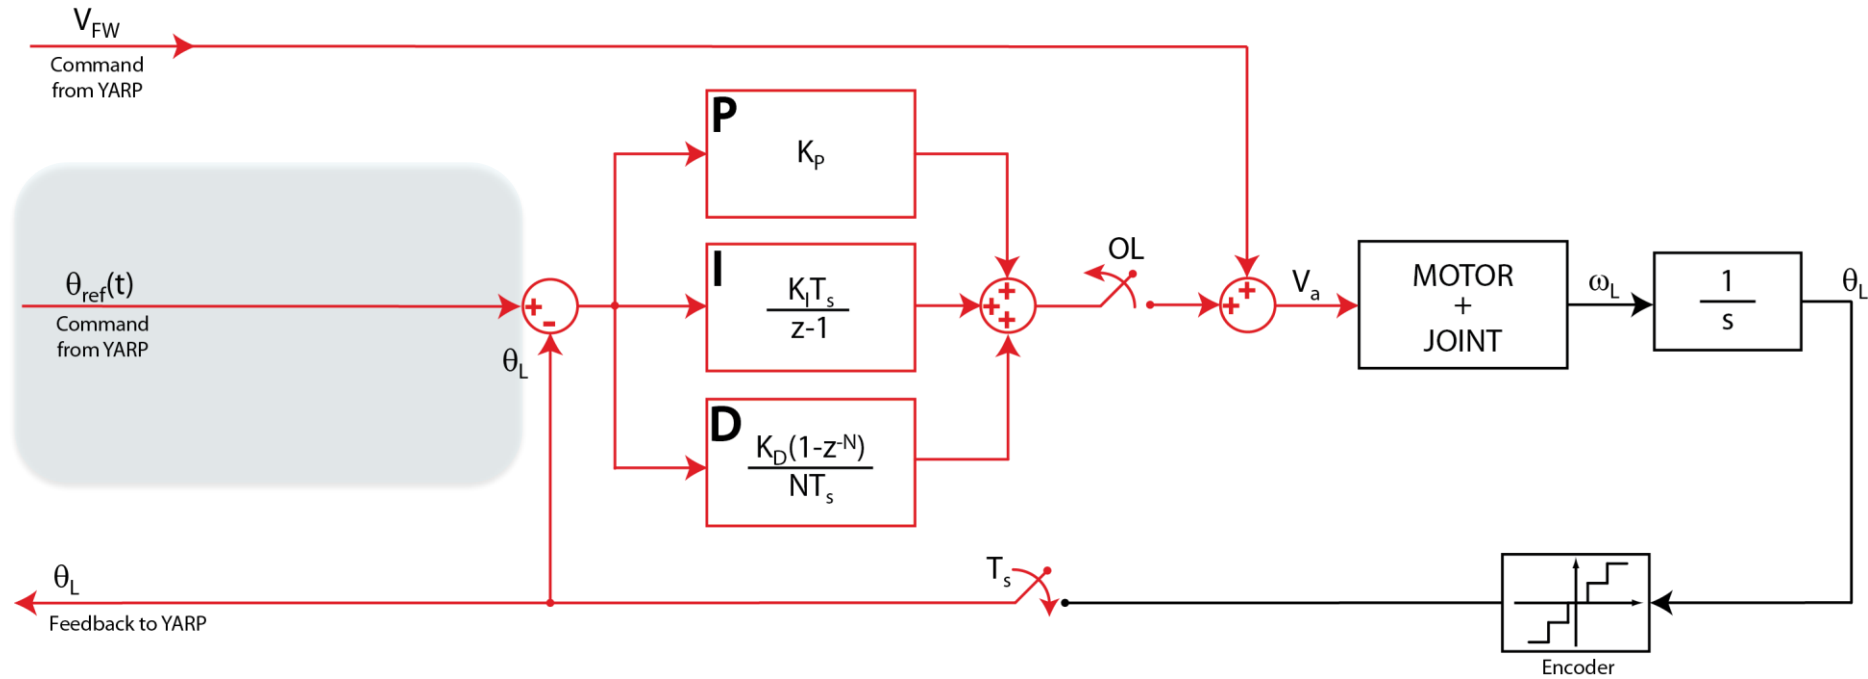 V_FW
Command
from YARP
P
K_P
θ_ref(t)
Command
from YARP
+
-
θ_L
I
K_I T_s
z-1
+
+
+
OL
+
+
V_a
MOTOR
+
JOINT
ω_L
1
s
θ_L
D
K_D(1-z^-N)
NT_s
θ_L
Feedback to YARP
T_s
Encoder